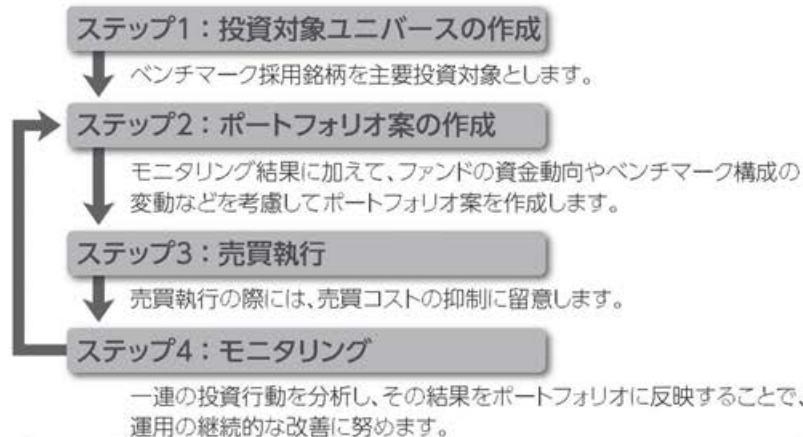 ステップ1：投資対象ユニバースの作成
ベンチマーク採用銘柄を主要投資対象とします。
ステップ2：ポートフォリオ案の作成
モニタリング結果に加えて、ファンドの資金動向やベンチマーク構成の
変動などを考慮してポートフォリオ案を作成します。
ステップ3：売買執行
売買執行の際には、売買コストの抑制に留意します。
ステップ4：モニタリング
一連の投資行動を分析し、その結果をポートフォリオに反映することで、
運用の継続的な改善に努めます。